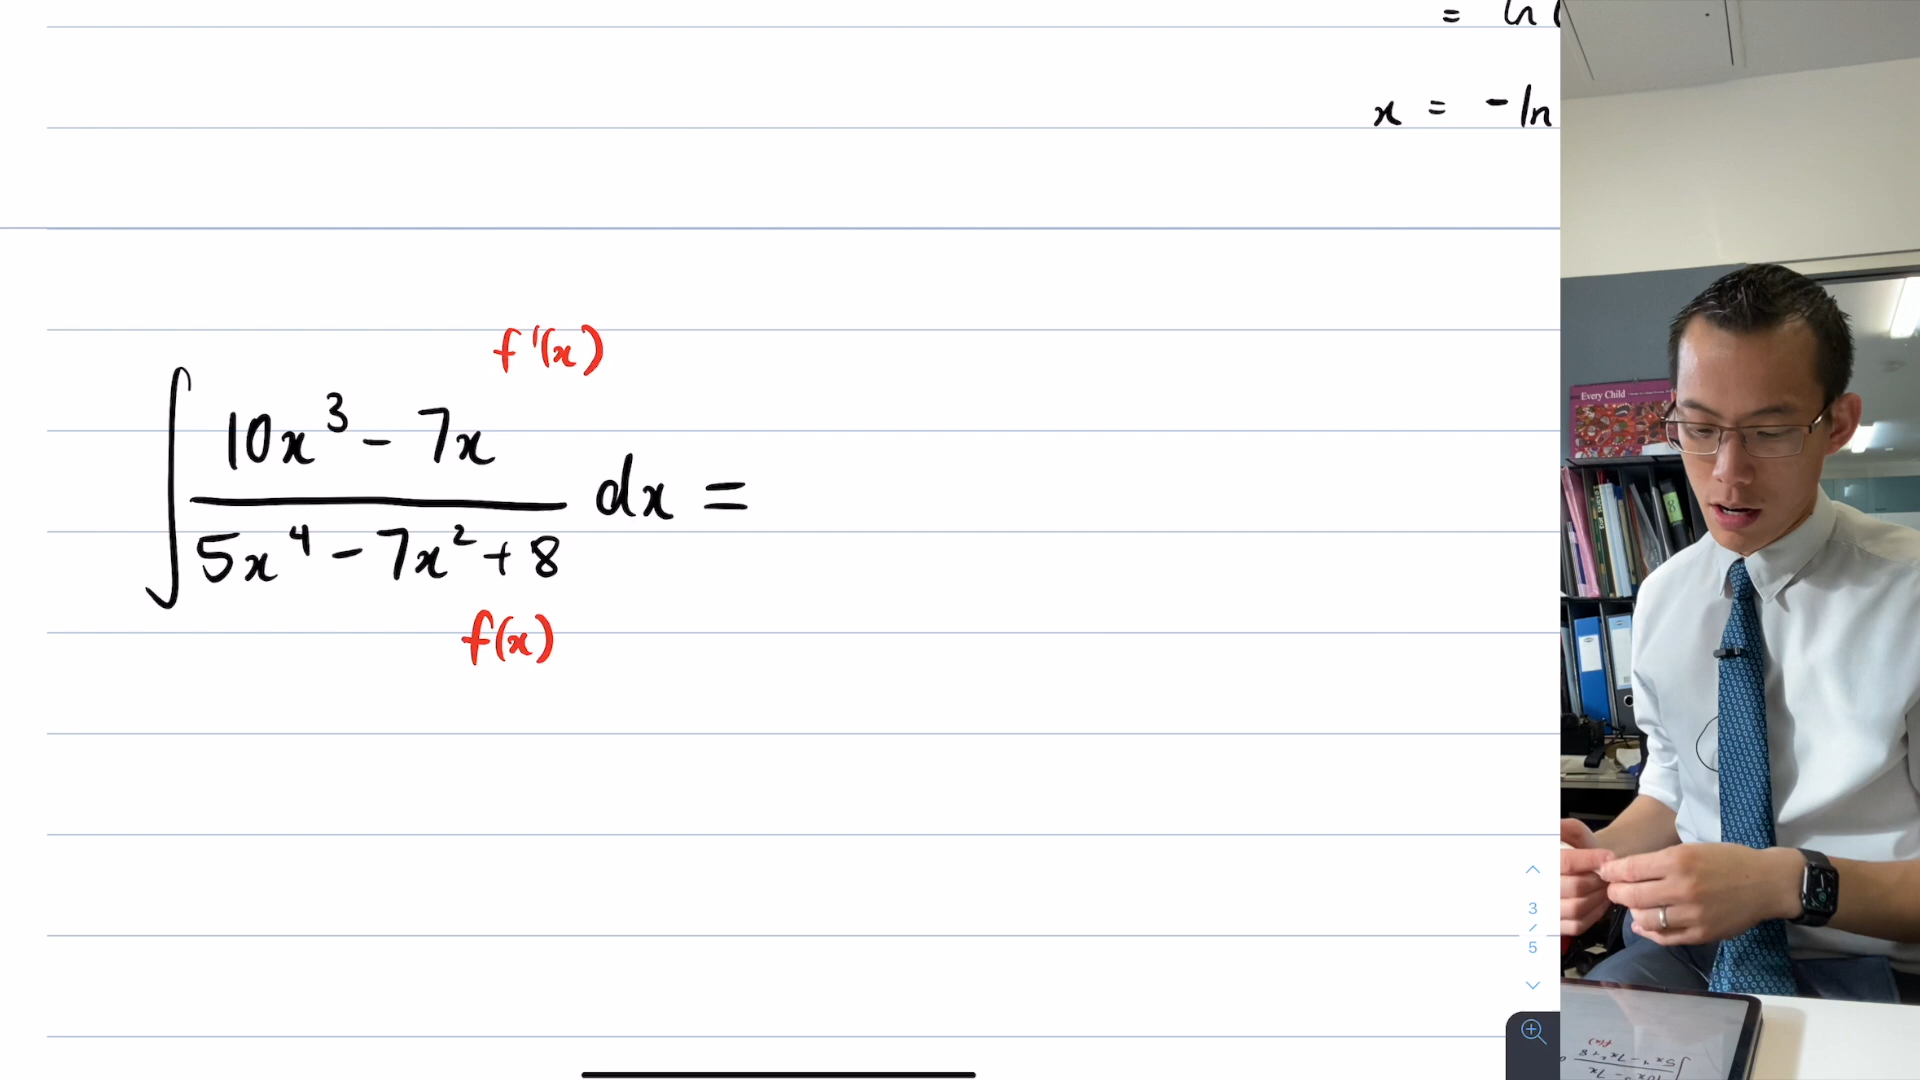 = ln (
x = -ln
f'(x)
∫ 10x³ - 7x / 5x⁴ - 7x² + 8 dx =
f(x)
Every Child
3 / 5